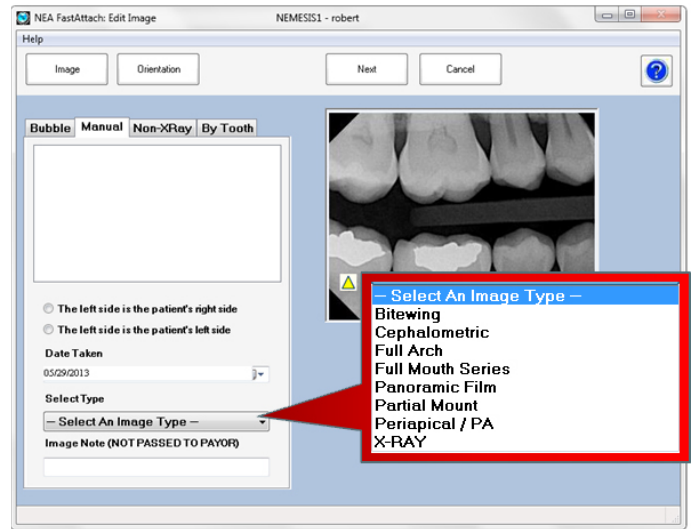 NEA FastAttach: Edit Image NEMESIS1 - robert
Help
Image Orientation Next Cancel
Bubble Manual Non-XRay By Tooth
The left side is the patient's right side
The left side is the patient's left side
Date Taken
05/29/2013
Select Type
-- Select An Image Type --
Image Note (NOT PASSED TO PAYOR)
-- Select An Image Type --
Bitewing
Cephalometric
Full Arch
Full Mouth Series
Panoramic Film
Partial Mount
Periapical / PA
X-RAY